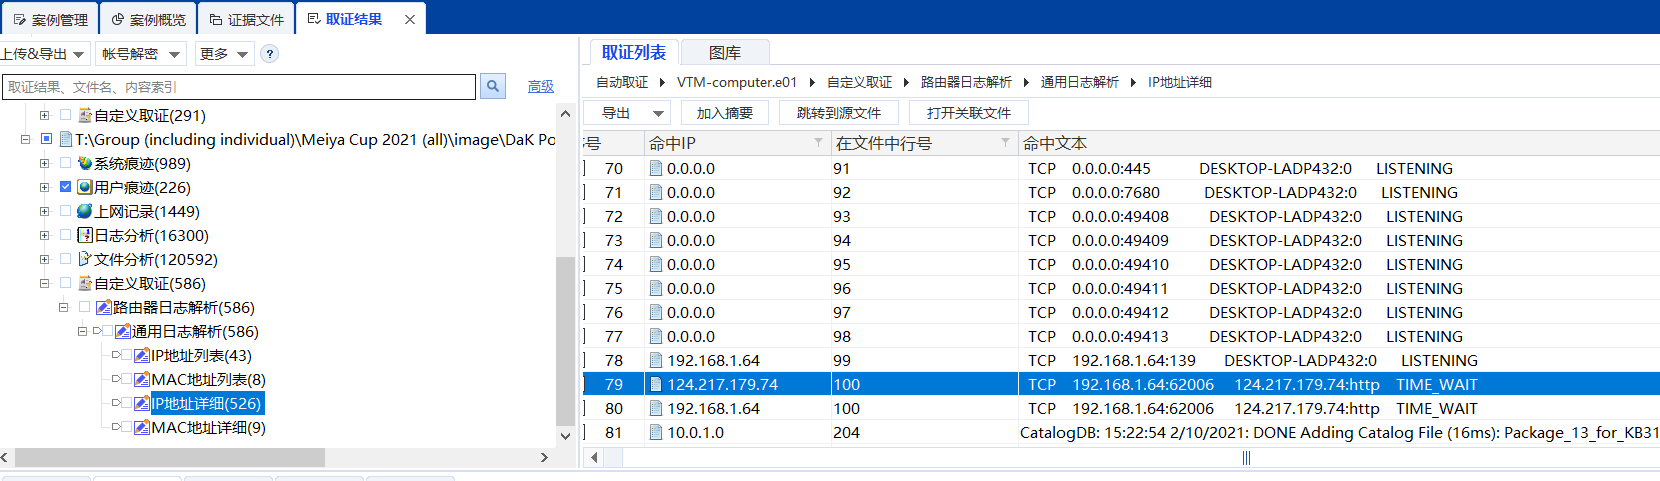 案例管理 案例概览 证据文件 取证结果
上传&导出 帐号解密 更多 ?
取证结果、文件名、内容索引 高级
自定义取证(291)
T:\Group (including individual)\Meiya Cup 2021 (all)\image\DaK Po
系统痕迹(989)
用户痕迹(226)
上网记录(1449)
日志分析(16300)
文件分析(120592)
自定义取证(586)
路由器日志解析(586)
通用日志解析(586)
IP地址列表(43)
MAC地址列表(8)
IP地址详细(526)
MAC地址详细(9)
取证列表 图库
自动取证 VTM-computer.e01 自定义取证 路由器日志解析 通用日志解析 IP地址详细
导出 加入摘要 跳转到源文件 打开关联文件
号 命中IP 在文件中行号 命中文本
70 0.0.0.0 91 TCP 0.0.0.0:445 DESKTOP-LADP432:0 LISTENING
71 0.0.0.0 92 TCP 0.0.0.0:7680 DESKTOP-LADP432:0 LISTENING
72 0.0.0.0 93 TCP 0.0.0.0:49408 DESKTOP-LADP432:0 LISTENING
73 0.0.0.0 94 TCP 0.0.0.0:49409 DESKTOP-LADP432:0 LISTENING
74 0.0.0.0 95 TCP 0.0.0.0:49410 DESKTOP-LADP432:0 LISTENING
75 0.0.0.0 96 TCP 0.0.0.0:49411 DESKTOP-LADP432:0 LISTENING
76 0.0.0.0 97 TCP 0.0.0.0:49412 DESKTOP-LADP432:0 LISTENING
77 0.0.0.0 98 TCP 0.0.0.0:49413 DESKTOP-LADP432:0 LISTENING
78 192.168.1.64 99 TCP 192.168.1.64:139 DESKTOP-LADP432:0 LISTENING
79 124.217.179.74 100 TCP 192.168.1.64:62006 124.217.179.74:http TIME_WAIT
80 192.168.1.64 100 TCP 192.168.1.64:62006 124.217.179.74:http TIME_WAIT
81 10.0.1.0 204 CatalogDB: 15:22:54 2/10/2021: DONE Adding Catalog File (16ms): Package_13_for_KB31